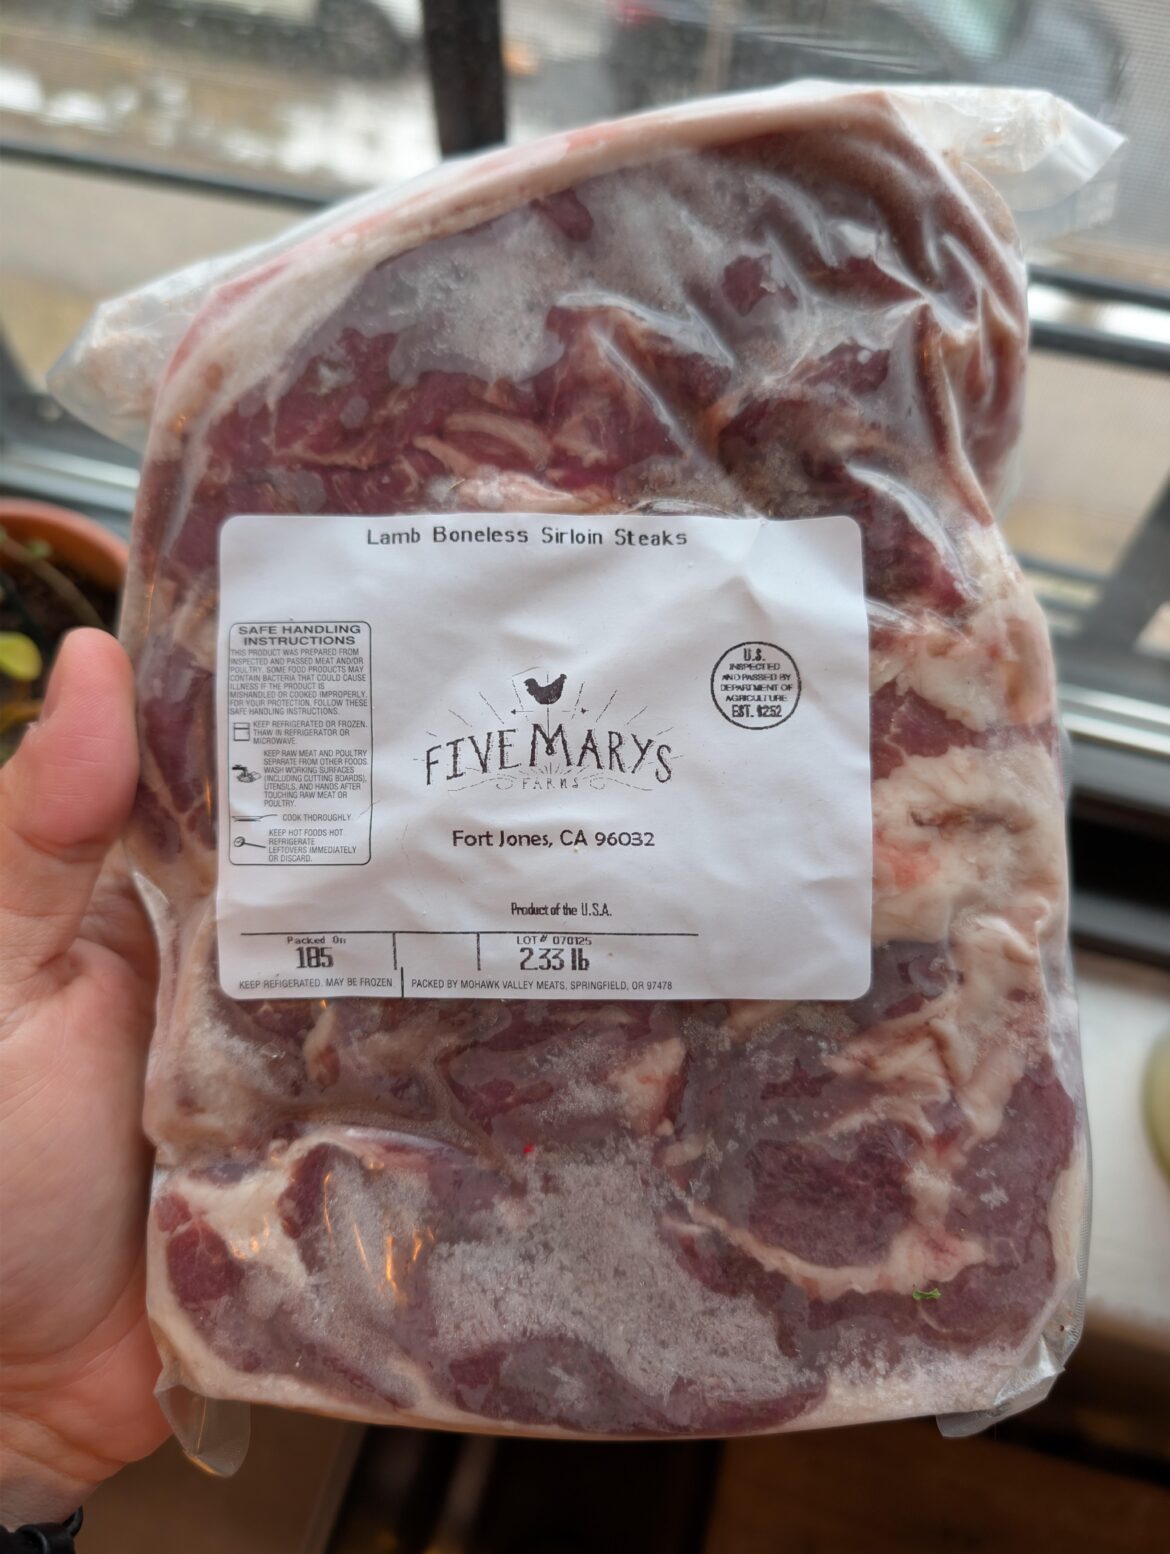 Lamb Boneless Sirloin Steaks
SAFE HANDLING
INSTRUCTIONS
THIS PRODUCT WAS PREPARED FROM
INSPECTED AND PASSED MEAT AND/OR
POULTRY. SOME FOOD PRODUCTS MAY
CONTAIN BACTERIA THAT COULD CAUSE
ILLNESS IF THE PRODUCT IS
MISHANDLED OR COOKED IMPROPERLY.
FOR YOUR PROTECTION, FOLLOW THESE
SAFE HANDLING INSTRUCTIONS.
KEEP REFRIGERATED OR FROZEN.
THAW IN REFRIGERATOR OR
MICROWAVE.
KEEP RAW MEAT AND POULTRY
SEPARATE FROM OTHER FOODS.
WASH WORKING SURFACES
(INCLUDING CUTTING BOARDS),
UTENSILS, AND HANDS AFTER
TOUCHING RAW MEAT OR
POULTRY.
COOK THOROUGHLY.
KEEP HOT FOODS HOT.
REFRIGERATE
LEFTOVERS IMMEDIATELY
OR DISCARD.
FIVE MARYS
FARMS
Fort Jones, CA 96032
U.S.
INSPECTED
AND PASSED BY
DEPARTMENT OF
AGRICULTURE
EST. 9252
Product of the U.S.A.
Packed On:
185
LOT# 070125
2.33 lb
KEEP REFIGERATED. MAY BE FROZEN
PACKED BY MOHAWK VALLEY MEATS, SPRINGFIELD, OR 97478